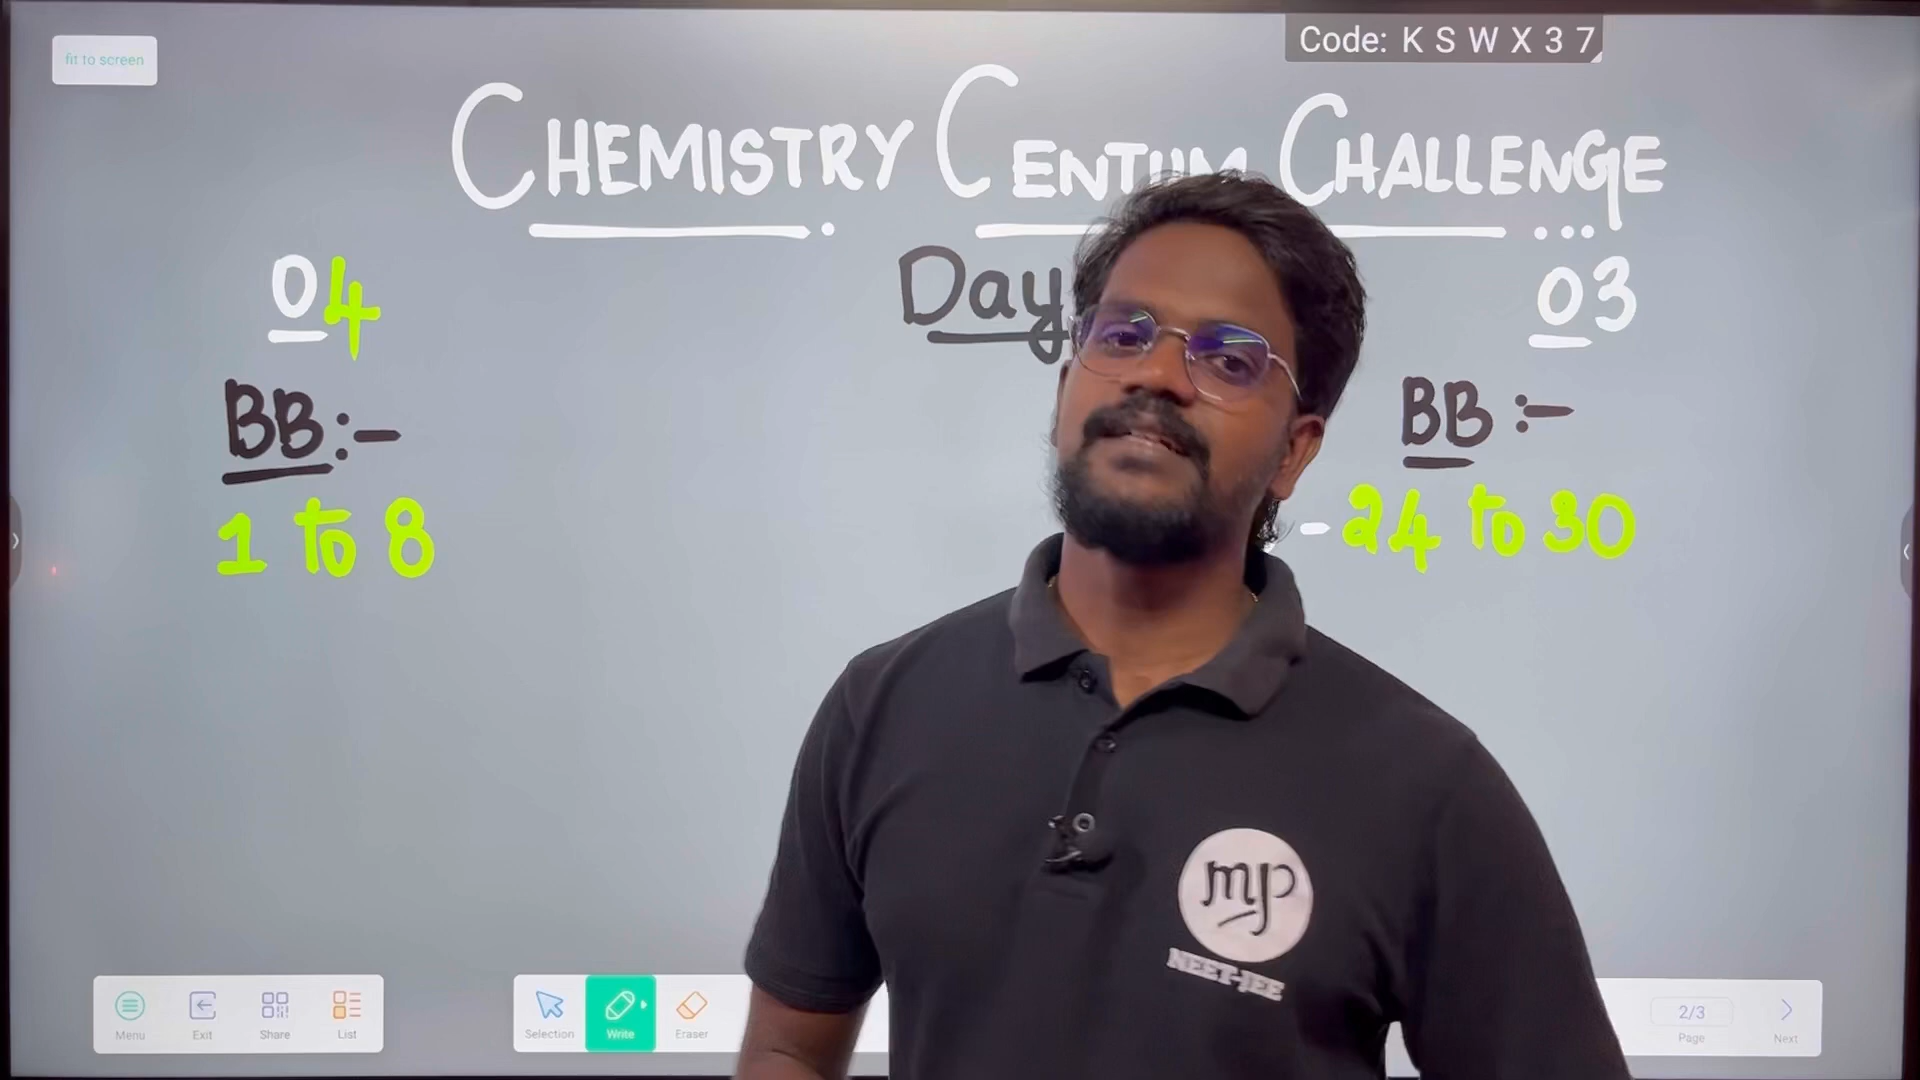 fit to screen
Code: K S W X 3 7
CHEMISTRY CENTUM CHALLENGE
04
Day
03
BB:-
BB:-
1 to 8
- 24 to 30
mp
NEET-JEE
Menu
Exit
Share
List
Selection
Write
Eraser
2/3
Page
Next